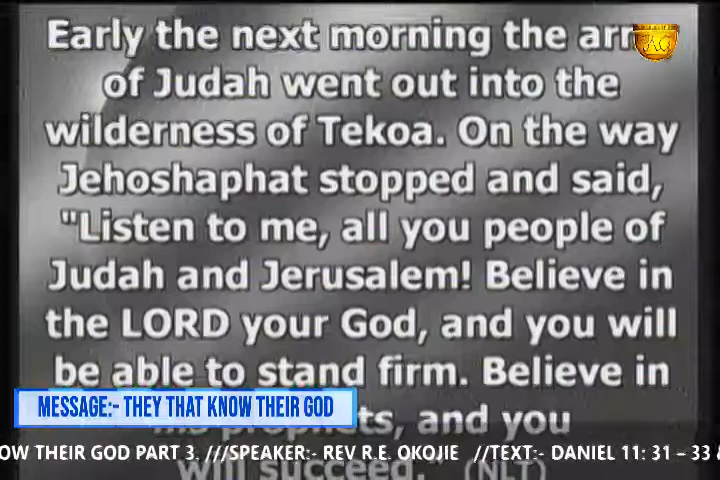 Early the next morning the
of Judah went out into the
wilderness of Tekoa. On the way
Jehoshaphat stopped and said,
"Listen to me, all you people of
Judah and Jerusalem! Believe in
the LORD your God, and you will
be able to stand firm. Believe in
and you
will succeed." (NLT)
MESSAGE:- THEY THAT KNOW THEIR GOD
OW THEIR GOD PART 3. ///SPEAKER:- REV R.E. OKOJIE //TEXT:- DANIEL 11: 31 - 33 &